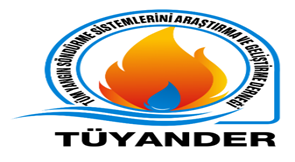 TÜM YANGIN SÖNDÜRME SİSTEMLERİNİ ARAŞTIRMA VE GELİŞTİRME DERNEĞİ
TÜYANDER